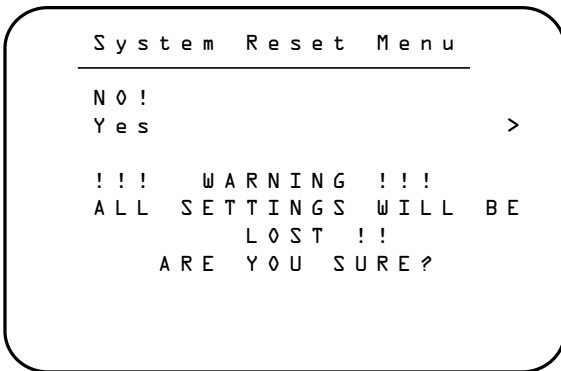 System Reset Menu
NO!
Yes >
!!! WARNING !!!
ALL SETTINGS WILL BE
LOST !!
ARE YOU SURE?